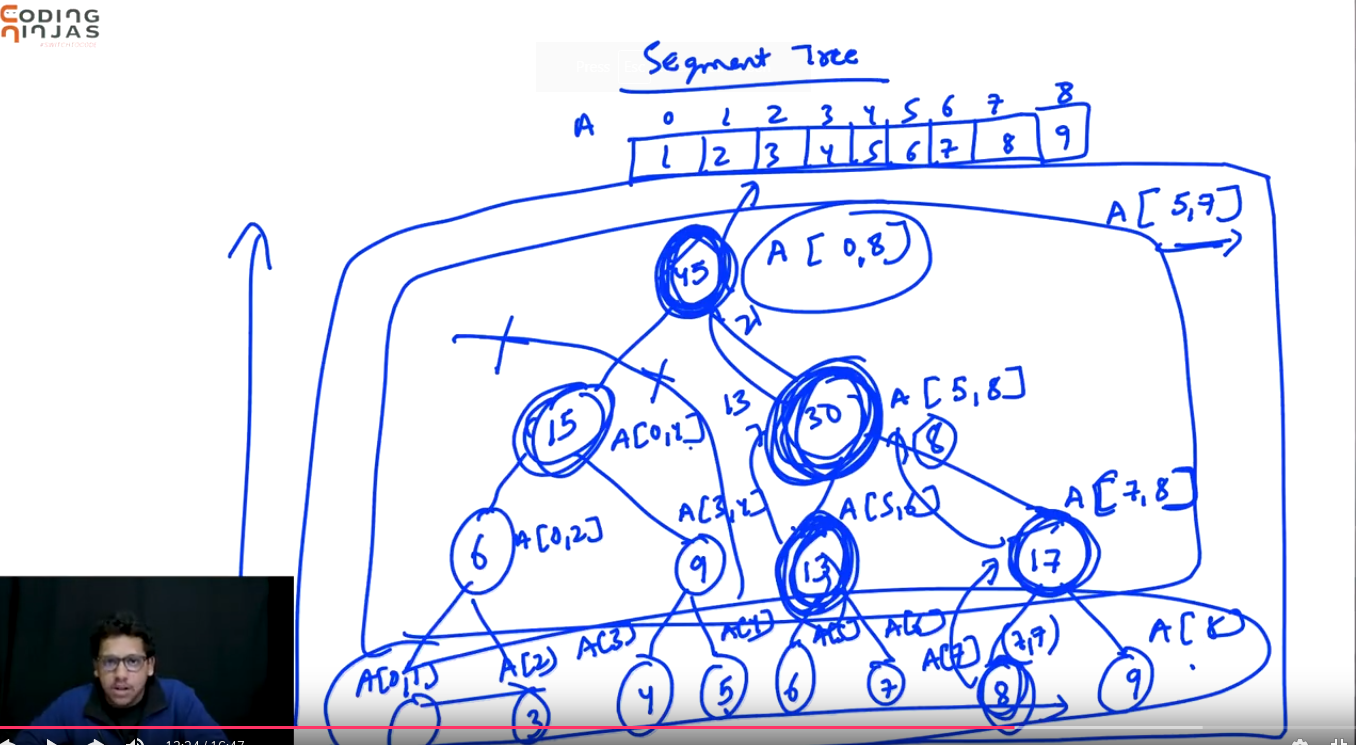 CODING
NINJAS
#SWITCHTOCODE
Press Esc
Segment Tree
0 1 2 3 4 5 6 7 8
A 1 2 3 4 5 6 7 8 9
A [ 5,7]
45 A [ 0,8]
21
15 A[0,4] 13 30 A [ 5,8]
8
6 A[0,2] A[3,4] 9 A[5,6] 13 A[7,8] 17
A[0,1] A[2] A[3] A[4] A[5] A[6] A[7] (7,7) A[8]
3 4 5 6 7 8 9
12:24 / 16:47